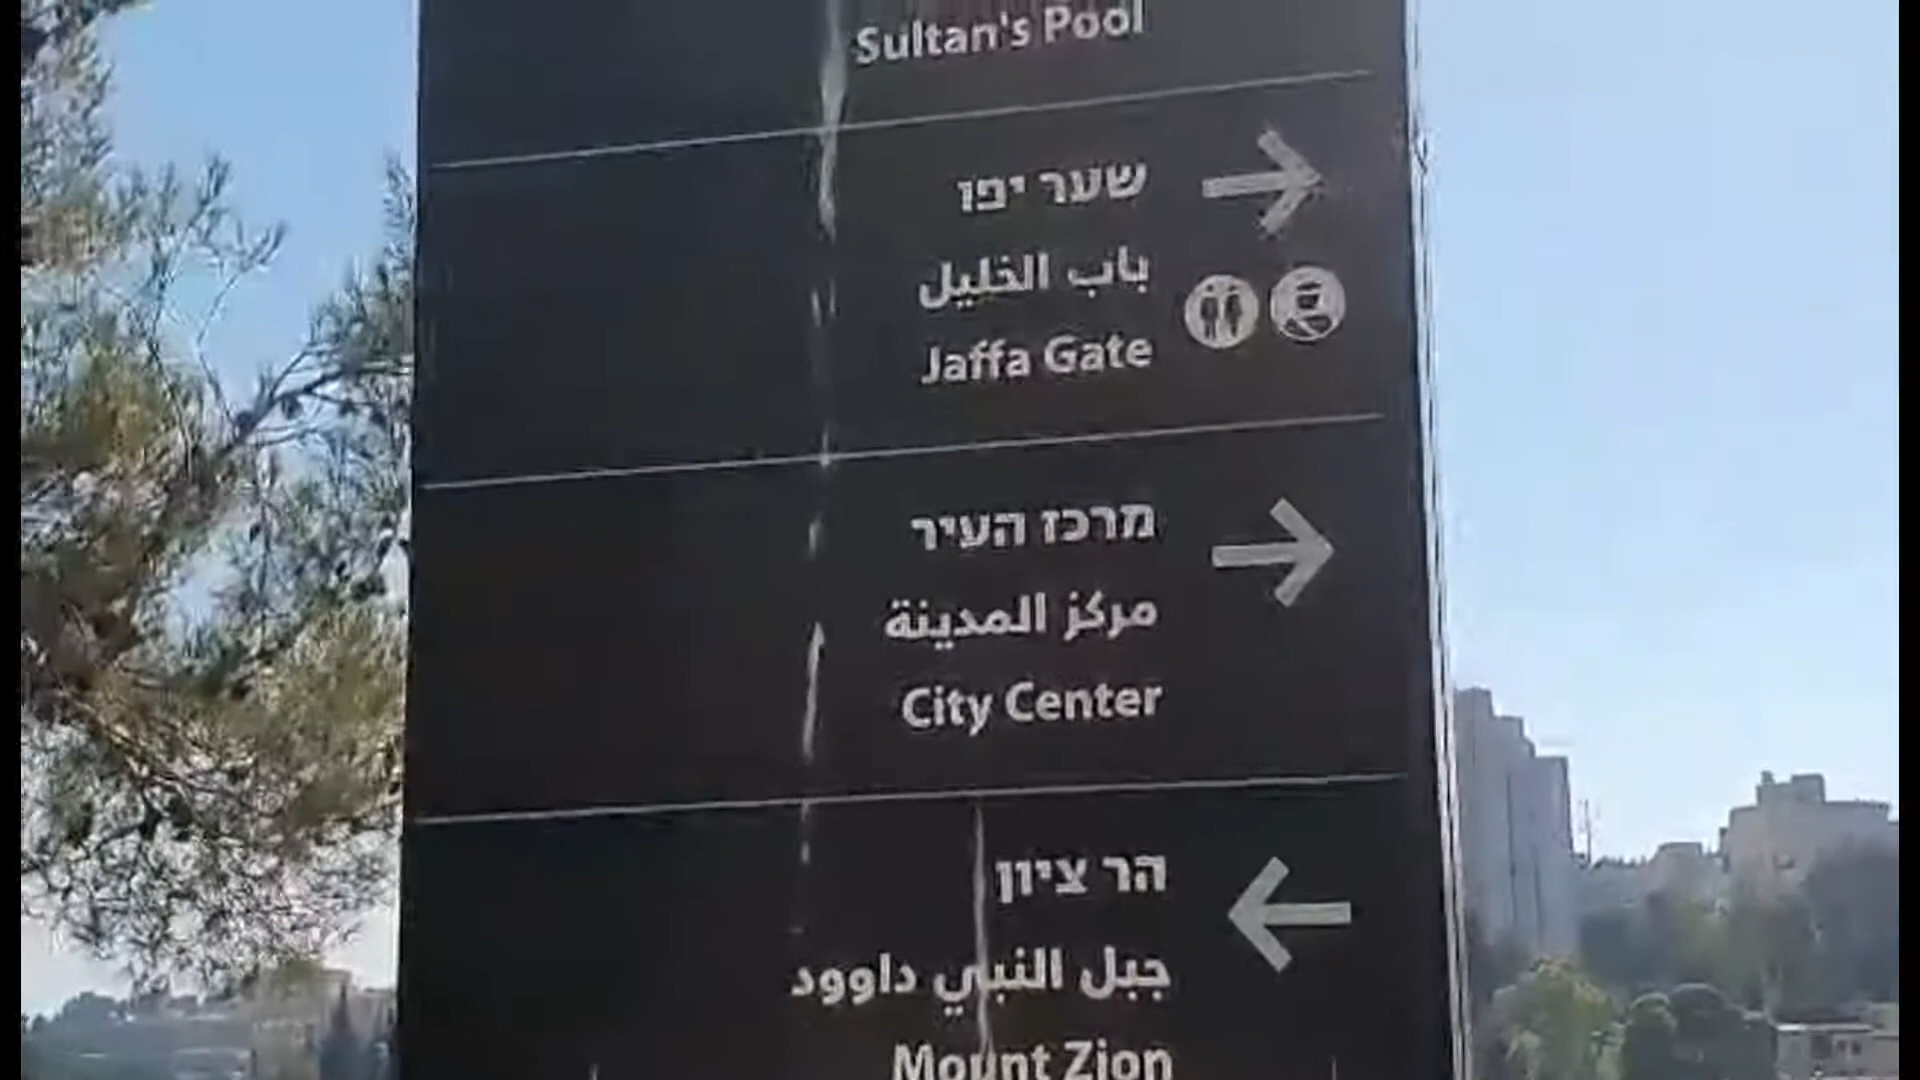 Sultan's Pool
שער יפו
باب الخليل
Jaffa Gate
מרכז העיר
مركز المدينة
City Center
הר ציון
جبل النبي داوود
Mount Zion